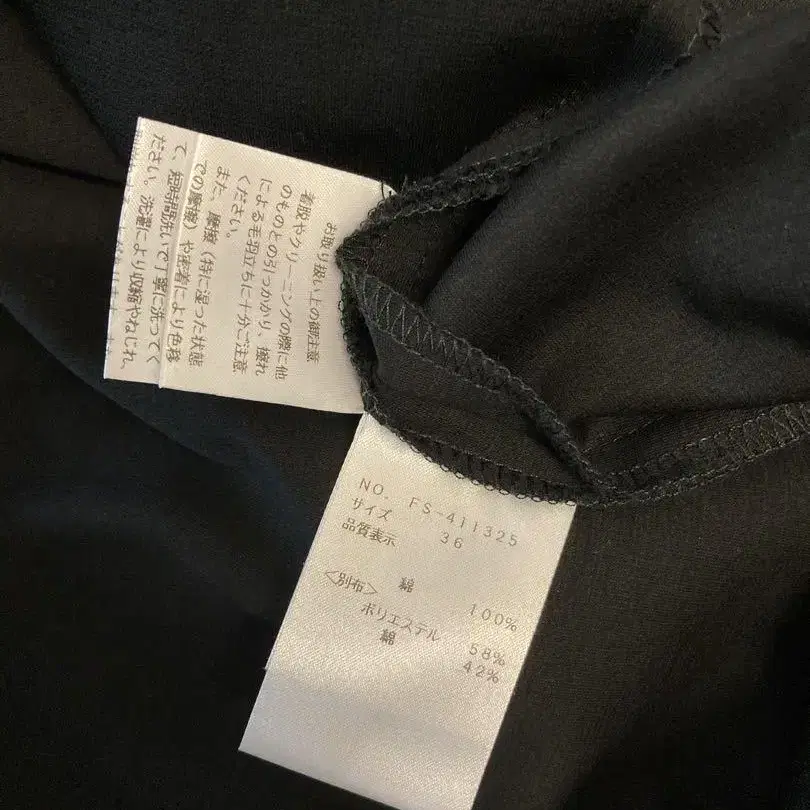 お取り扱い上の御注意
着脱やクリーニングの際に他
のものとの引っかかり、擦れ
による毛羽立ちに十分ご注意
ください。
また、摩擦（特に湿った状態
での摩擦）や密着により色移
て、短時間洗いで丁寧に洗ってく
ださい。洗濯により収縮やねじれ、
NO. FS-411325
サイズ 36
品質表示
綿 100%
＜別布＞
ポリエステル 58%
綿 42%